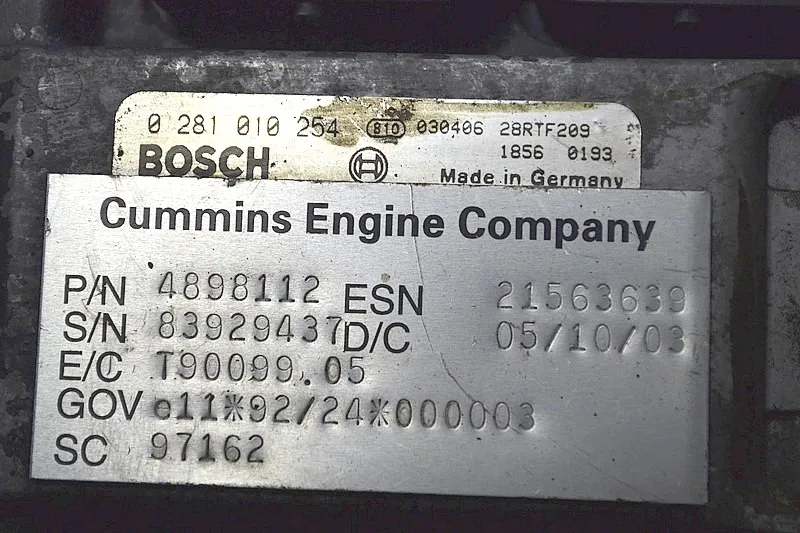 0 281 010 254 810 030406 28RTF209
1856 0193
BOSCH Made in Germany
Cummins Engine Company
P/N 4898112 ESN 21563639
S/N 83929437 D/C 05/10/03
E/C T90099.05
GOV e11*92/24*000003
SC 97162